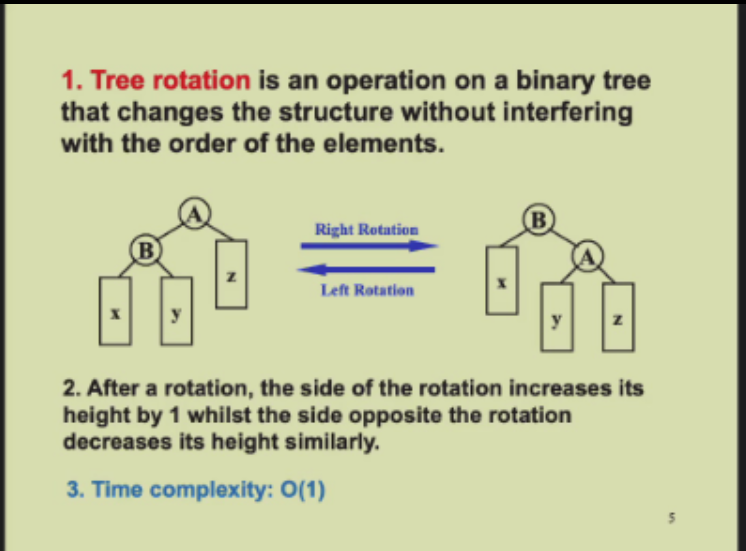 1. Tree rotation is an operation on a binary tree
that changes the structure without interfering
with the order of the elements.
A
B
x
y
z
Right Rotation
Left Rotation
B
A
x
y
z
2. After a rotation, the side of the rotation increases its
height by 1 whilst the side opposite the rotation
decreases its height similarly.
3. Time complexity: O(1)
5